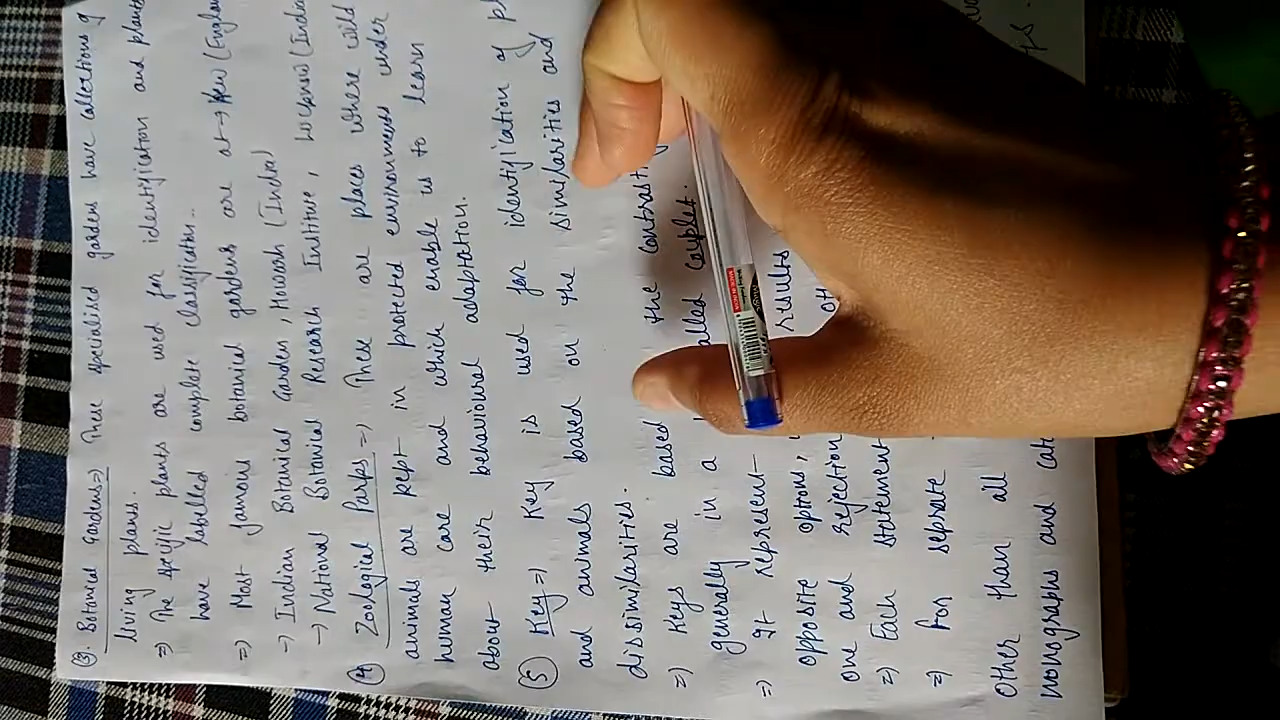 (3). Botanical Gardens => These specialised gardens have collections of
living plants.
=> The specific plants are used for identification and plants
have labelled complete classification..
=> Most famous botanical gardens are at → Kew (England
→ Indian Botanical Garden, Howrah (India)
→ National Botanical Research Institute, Lucknow (India
(4) Zoological Parks => These are places where wild
animals are kept in protected environments under
human care and which enable us to learn
about their behavioural adaptation.
(5) Key => Key is used for identification of pl
and animals based on the similarities and
dissimilarities.
=> Keys are based the contrasti
generally in a alled couplet.
=> It represent results
opposite options,
one and rejection
=> Each statement
=> For seprate
Other than all
monographs and cata